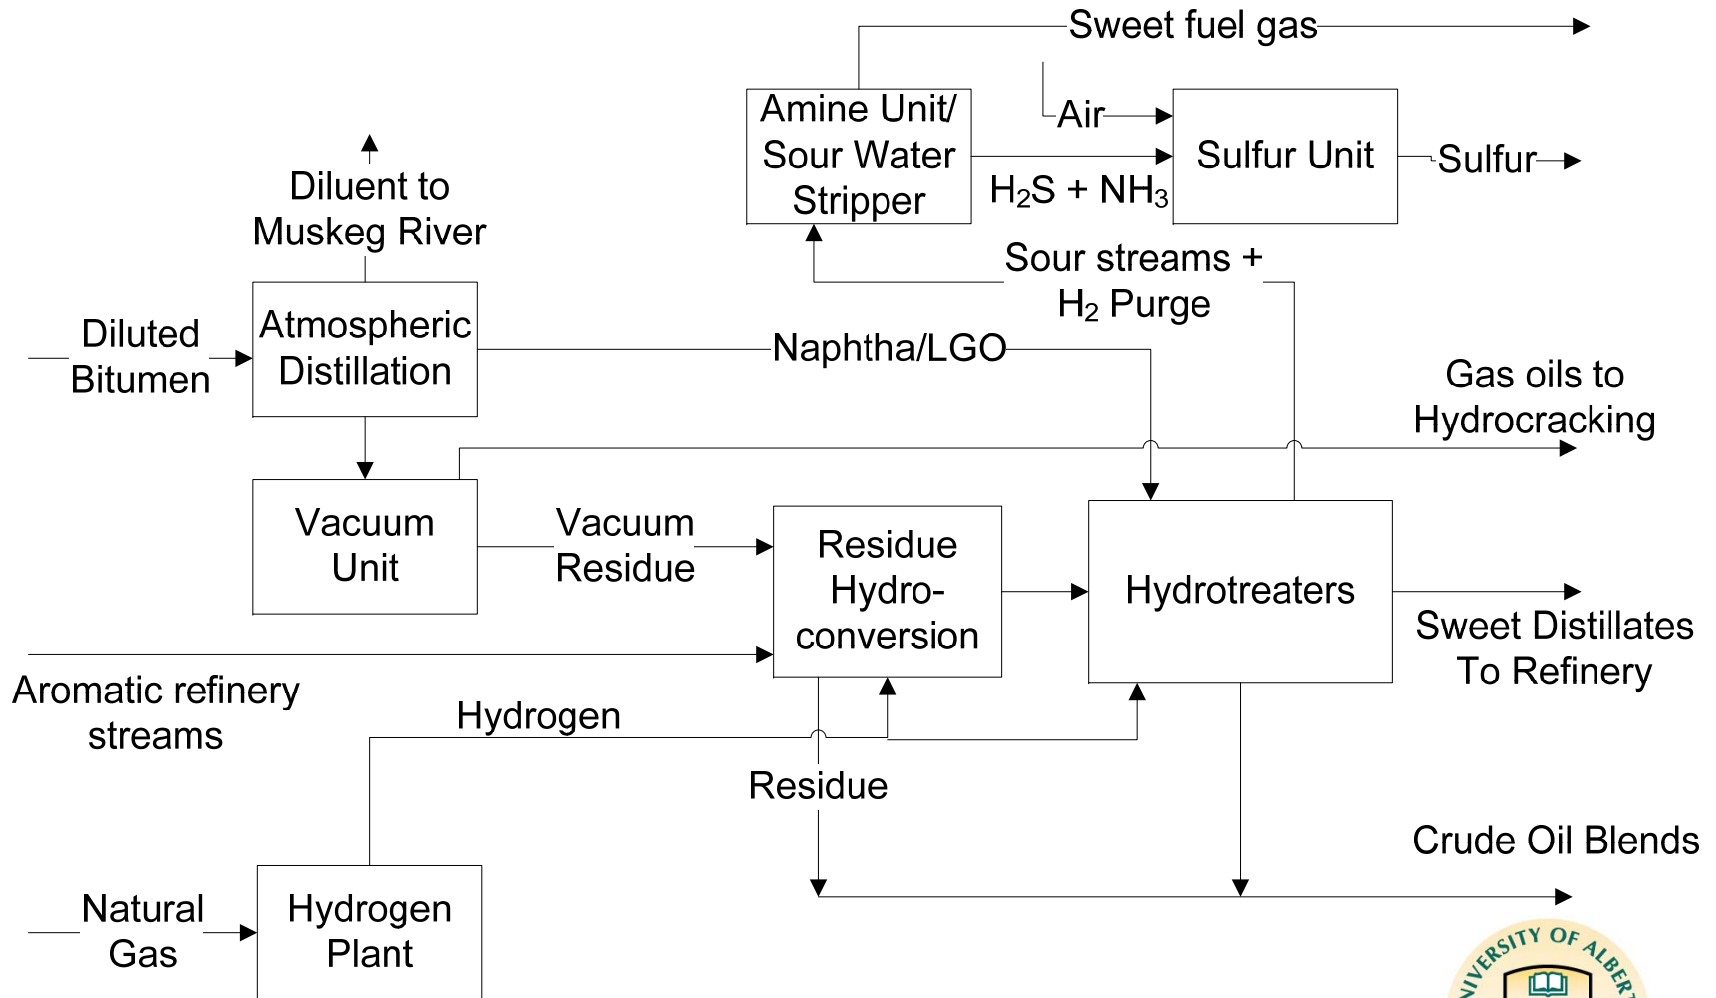 Sweet fuel gas
Amine Unit/
Sour Water
Stripper
Air
Sulfur Unit
Sulfur
H₂S + NH₃
Diluent to
Muskeg River
Sour streams +
H₂ Purge
Diluted
Bitumen
Atmospheric
Distillation
Naphtha/LGO
Gas oils to
Hydrocracking
Vacuum
Unit
Vacuum
Residue
Residue
Hydro-
conversion
Hydrotreaters
Sweet Distillates
To Refinery
Aromatic refinery
streams
Hydrogen
Residue
Crude Oil Blends
Natural
Gas
Hydrogen
Plant
OF